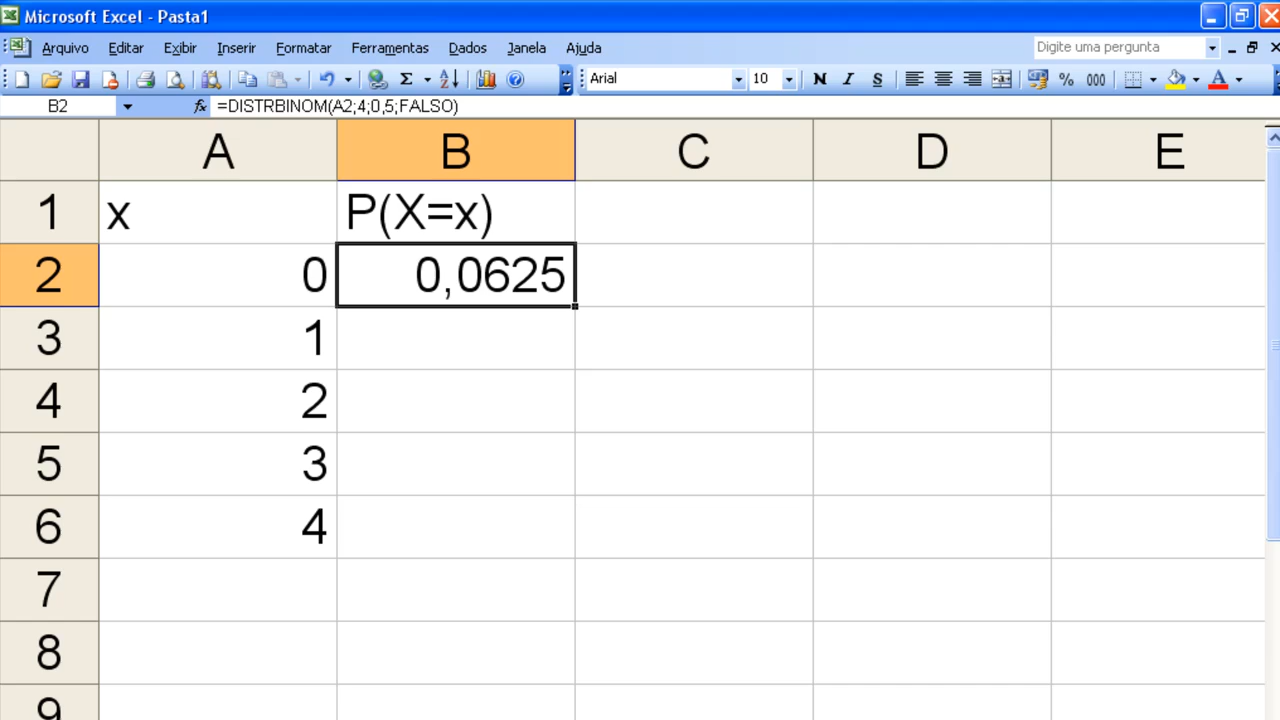 Microsoft Excel - Pasta1
Arquivo Editar Exibir Inserir Formatar Ferramentas Dados Janela Ajuda Digite uma pergunta
Arial 10 N I S % 000 A
B2 fx =DISTRBINOM(A2;4;0,5;FALSO)
A B C D E
1 x P(X=x)
2 0 0,0625
3 1
4 2
5 3
6 4
7
8
9